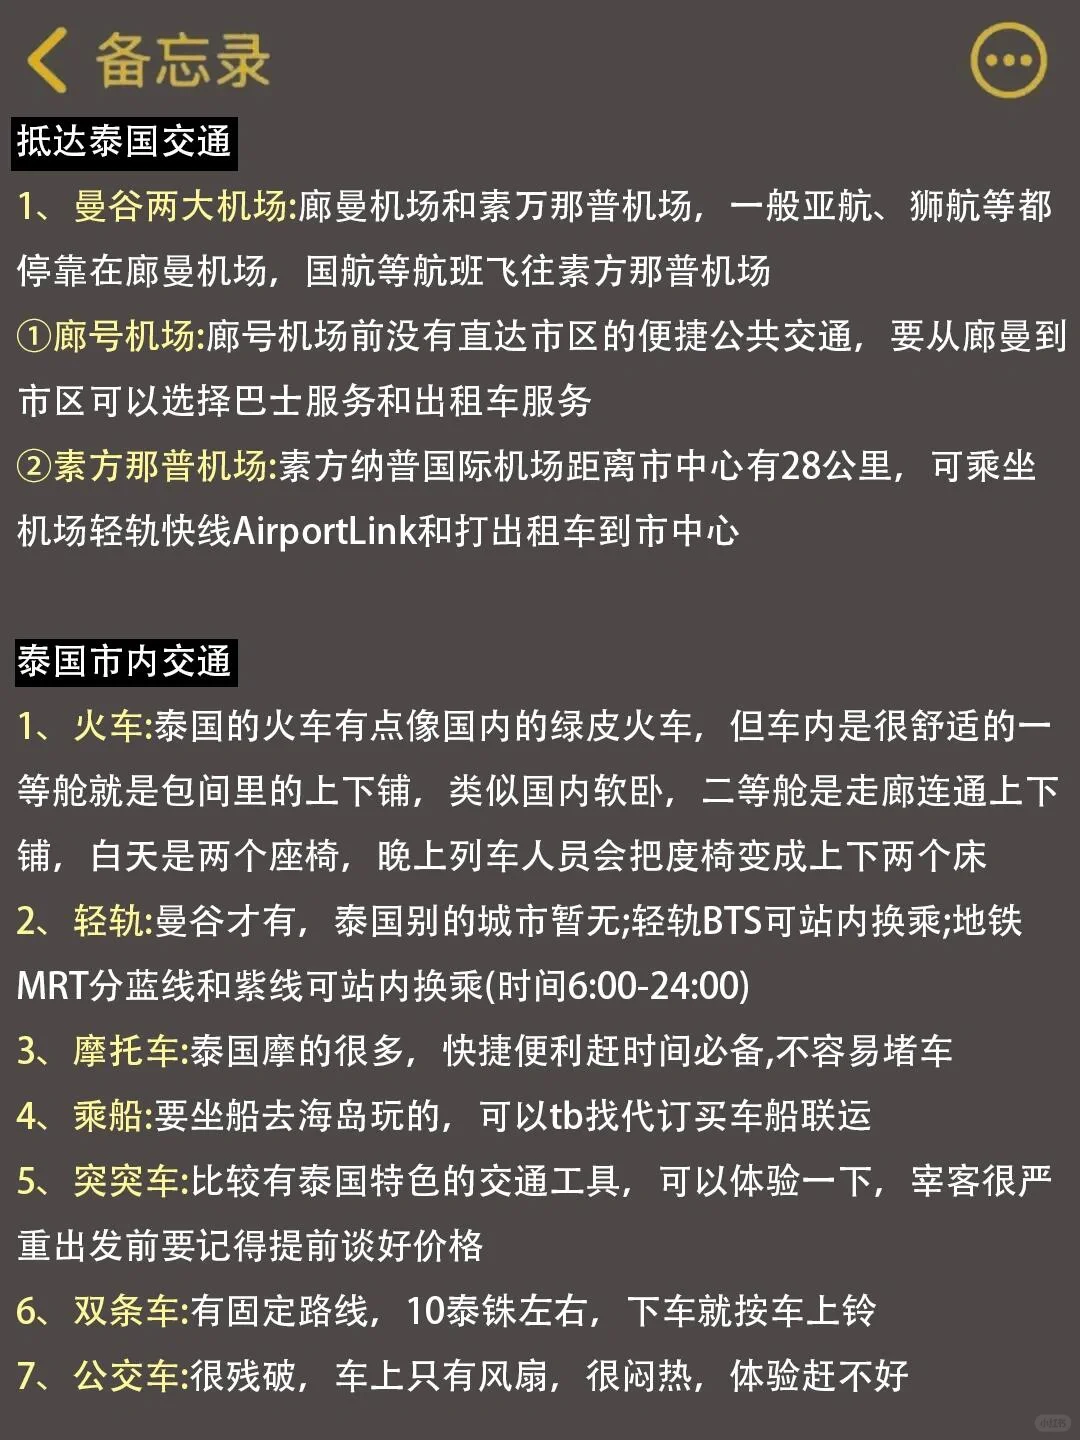 备忘录
抵达泰国交通
1、曼谷两大机场:廊曼机场和素万那普机场，一般亚航、狮航等都
停靠在廊曼机场，国航等航班飞往素方那普机场
①廊号机场:廊号机场前没有直达市区的便捷公共交通，要从廊曼到
市区可以选择巴士服务和出租车服务
②素方那普机场:素方纳普国际机场距离市中心有28公里，可乘坐
机场轻轨快线AirportLink和打出租车到市中心
泰国市内交通
1、火车:泰国的火车有点像国内的绿皮火车，但车内是很舒适的一
等舱就是包间里的上下铺，类似国内软卧，二等舱是走廊连通上下
铺，白天是两个座椅，晚上列车人员会把度椅变成上下两个床
2、轻轨:曼谷才有，泰国别的城市暂无;轻轨BTS可站内换乘;地铁
MRT分蓝线和紫线可站内换乘(时间6:00-24:00)
3、摩托车:泰国摩的很多，快捷便利赶时间必备,不容易堵车
4、乘船:要坐船去海岛玩的，可以tb找代订买车船联运
5、突突车:比较有泰国特色的交通工具，可以体验一下，宰客很严
重出发前要记得提前谈好价格
6、双条车:有固定路线，10泰铢左右，下车就按车上铃
7、公交车:很残破，车上只有风扇，很闷热，体验赶不好
小红书